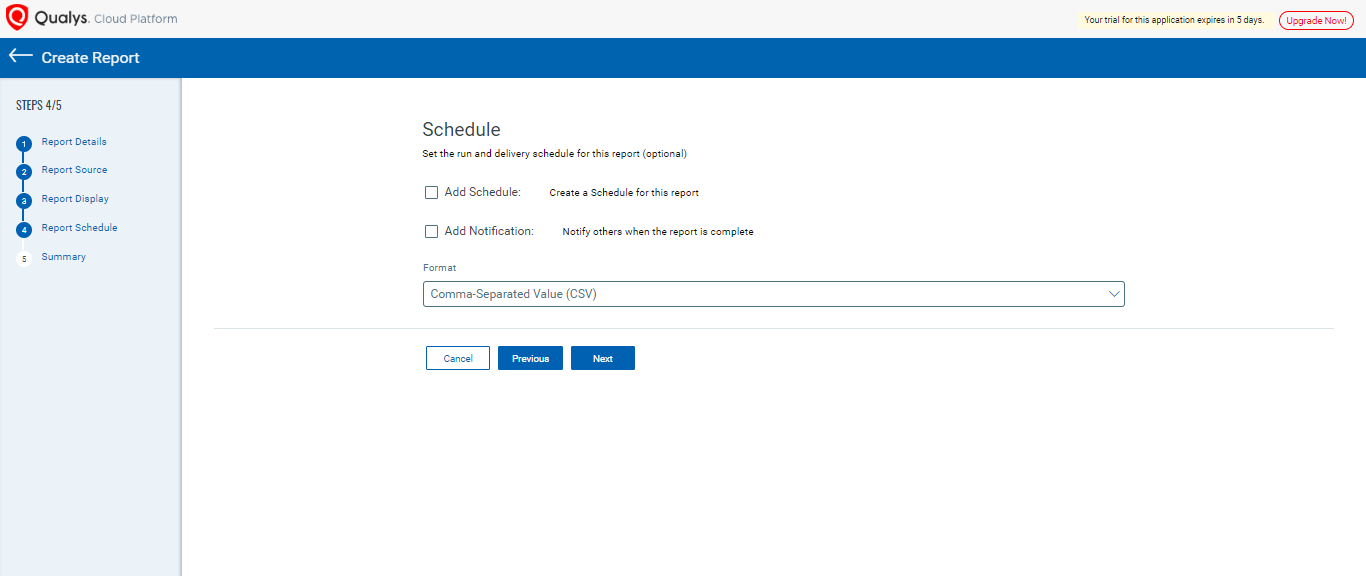 Qualys. Cloud Platform
Your trial for this application expires in 5 days.
Upgrade Now!
Create Report
STEPS 4/5
1 Report Details
2 Report Source
3 Report Display
4 Report Schedule
5 Summary
Schedule
Set the run and delivery schedule for this report (optional)
Add Schedule: Create a Schedule for this report
Add Notification: Notify others when the report is complete
Format
Comma-Separated Value (CSV)
Cancel Previous Next